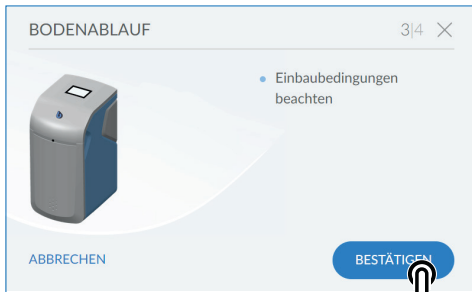 BODENABLAUF 3|4
Einbaubedingungen
beachten
ABBRECHEN BESTÄTIGEN